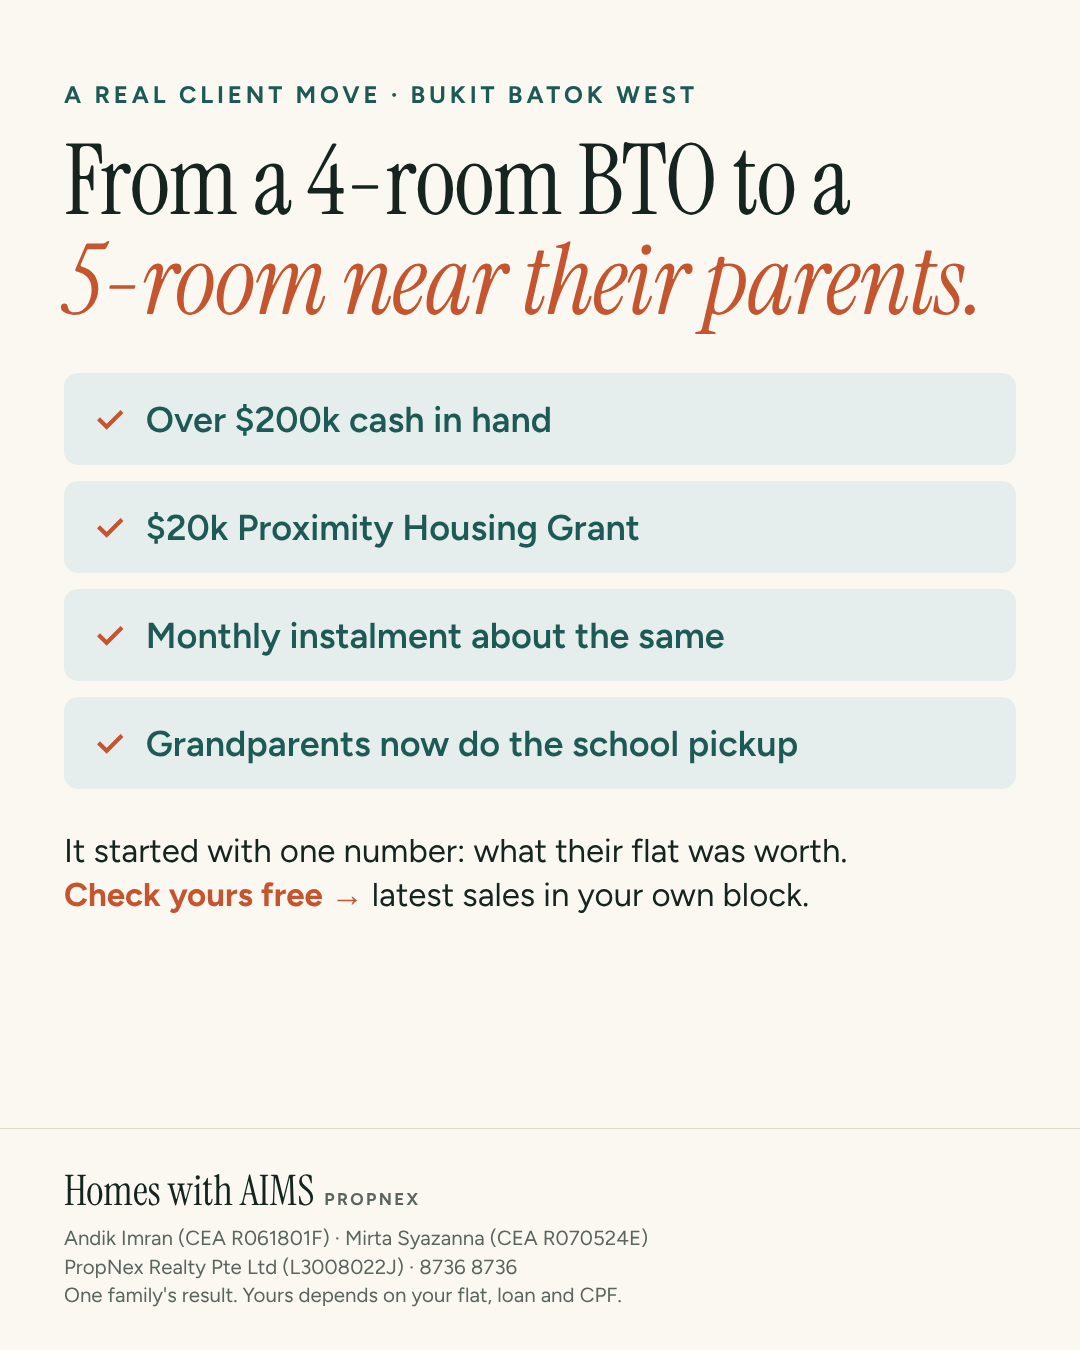 A REAL CLIENT MOVE · BUKIT BATOK WEST
From a 4-room BTO to a
5-room near their parents.
✓ Over $200k cash in hand
✓ $20k Proximity Housing Grant
✓ Monthly instalment about the same
✓ Grandparents now do the school pickup
It started with one number: what their flat was worth.
Check yours free → latest sales in your own block.
Homes with AIMS PROPNEX
Andik Imran (CEA R061801F) · Mirta Syazanna (CEA R070524E)
PropNex Realty Pte Ltd (L3008022J) · 8736 8736
One family's result. Yours depends on your flat, loan and CPF.